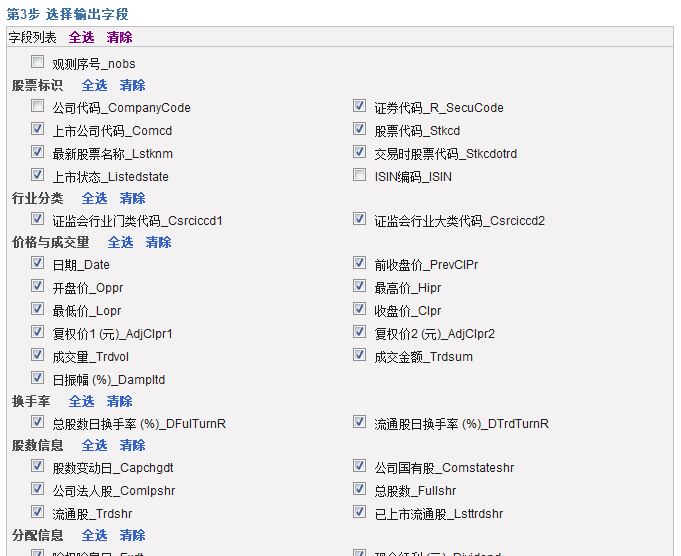 第3步 选择输出字段
字段列表 全选 清除
观测序号_nobs
股票标识 全选 清除
公司代码_CompanyCode 证券代码_R_SecuCode
上市公司代码_Comcd 股票代码_Stkcd
最新股票名称_Lstknm 交易时股票代码_Stkcdotrd
上市状态_Listedstate ISIN编码_ISIN
行业分类 全选 清除
证监会行业门类代码_Csrciccd1 证监会行业大类代码_Csrciccd2
价格与成交量 全选 清除
日期_Date 前收盘价_PrevClPr
开盘价_Oppr 最高价_Hipr
最低价_Lopr 收盘价_Clpr
复权价1 (元)_AdjClpr1 复权价2 (元)_AdjClpr2
成交量_Trdvol 成交金额_Trdsum
日振幅 (%)_Dampltd
换手率 全选 清除
总股数日换手率 (%)_DFulTurnR 流通股日换手率 (%)_DTrdTurnR
股数信息 全选 清除
股数变动日_Capchgdt 公司国有股_Comstateshr
公司法人股_Comlpshr 总股数_Fullshr
流通股_Trdshr 已上市流通股_Lsttrdshr
分配信息 全选 清除